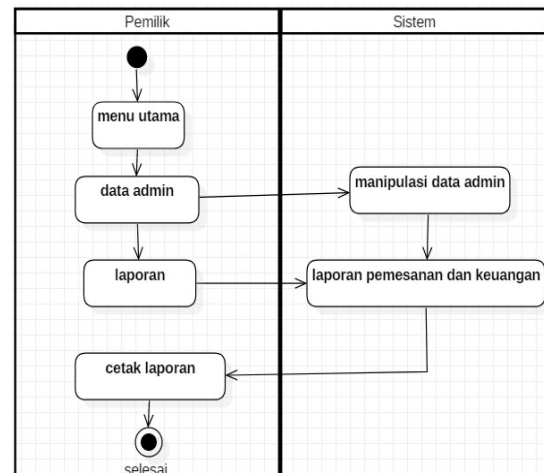 Pemilik
Sistem
menu utama
data admin
manipulasi data admin
laporan
laporan pemesanan dan keuangan
cetak laporan
selesai